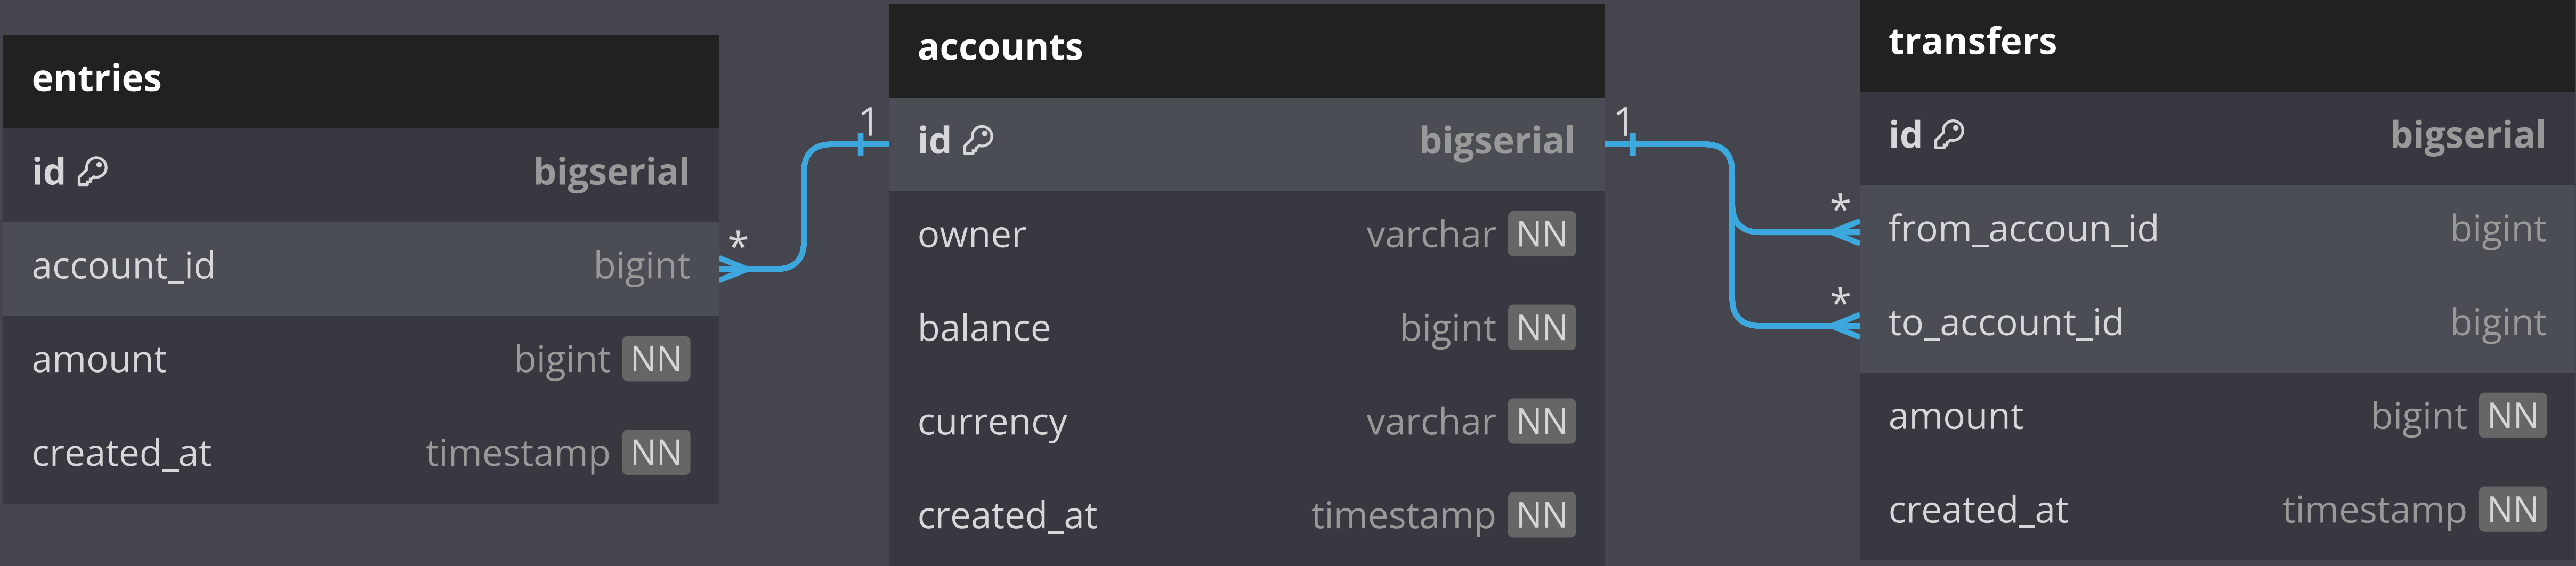 entries
id bigserial
account_id bigint
amount bigint NN
created_at timestamp NN
1
*
accounts
id bigserial
owner varchar NN
balance bigint NN
currency varchar NN
created_at timestamp NN
1
*
*
transfers
id bigserial
from_accoun_id bigint
to_account_id bigint
amount bigint NN
created_at timestamp NN